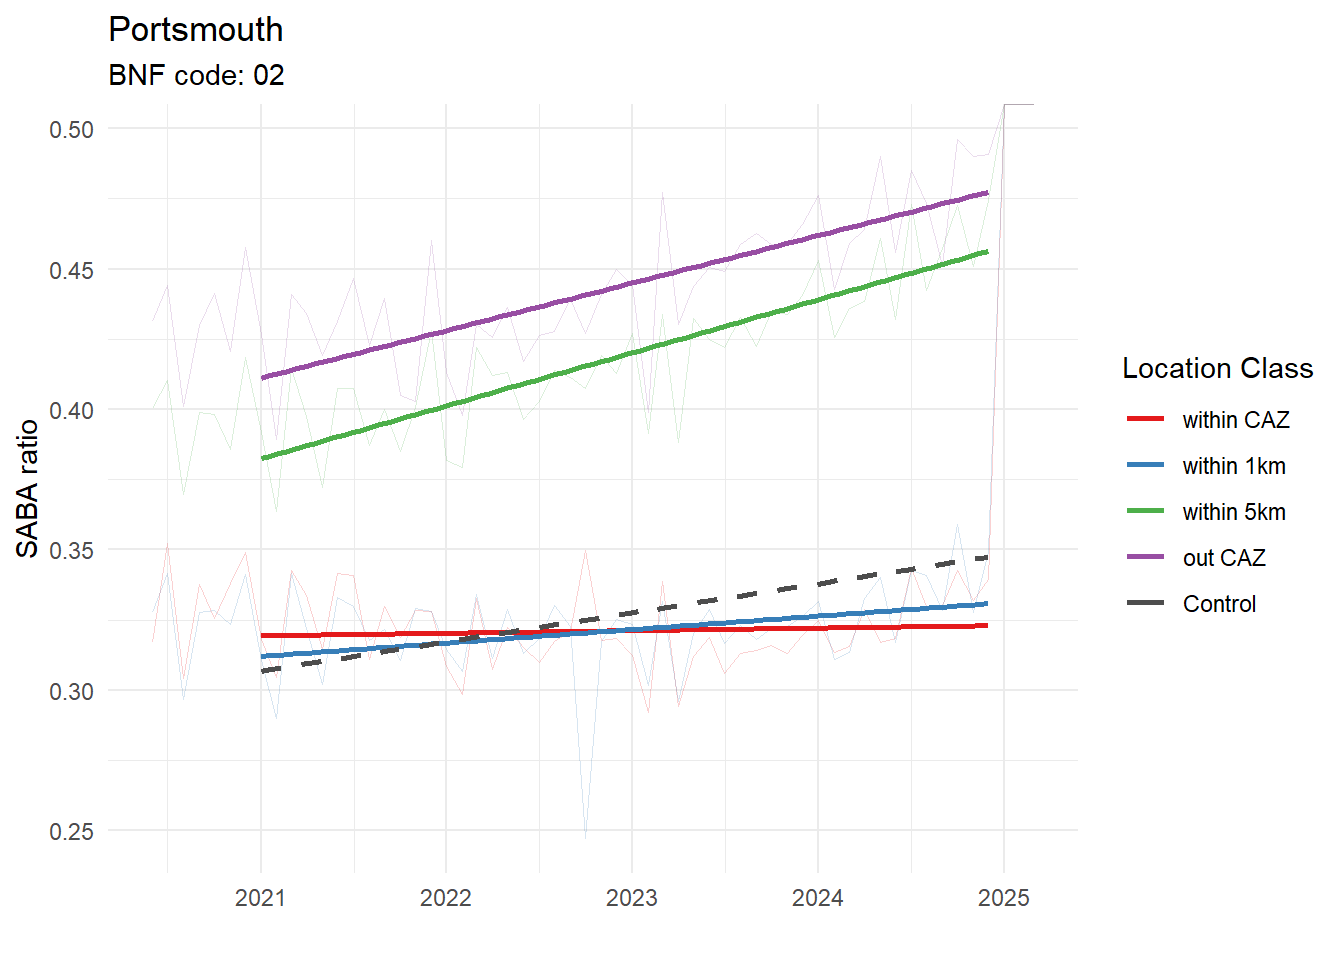 Portsmouth
BNF code: 02
0.50
0.45
0.40
0.35
0.30
0.25
SABA ratio
2021
2022
2023
2024
2025
Location Class
within CAZ
within 1km
within 5km
out CAZ
Control